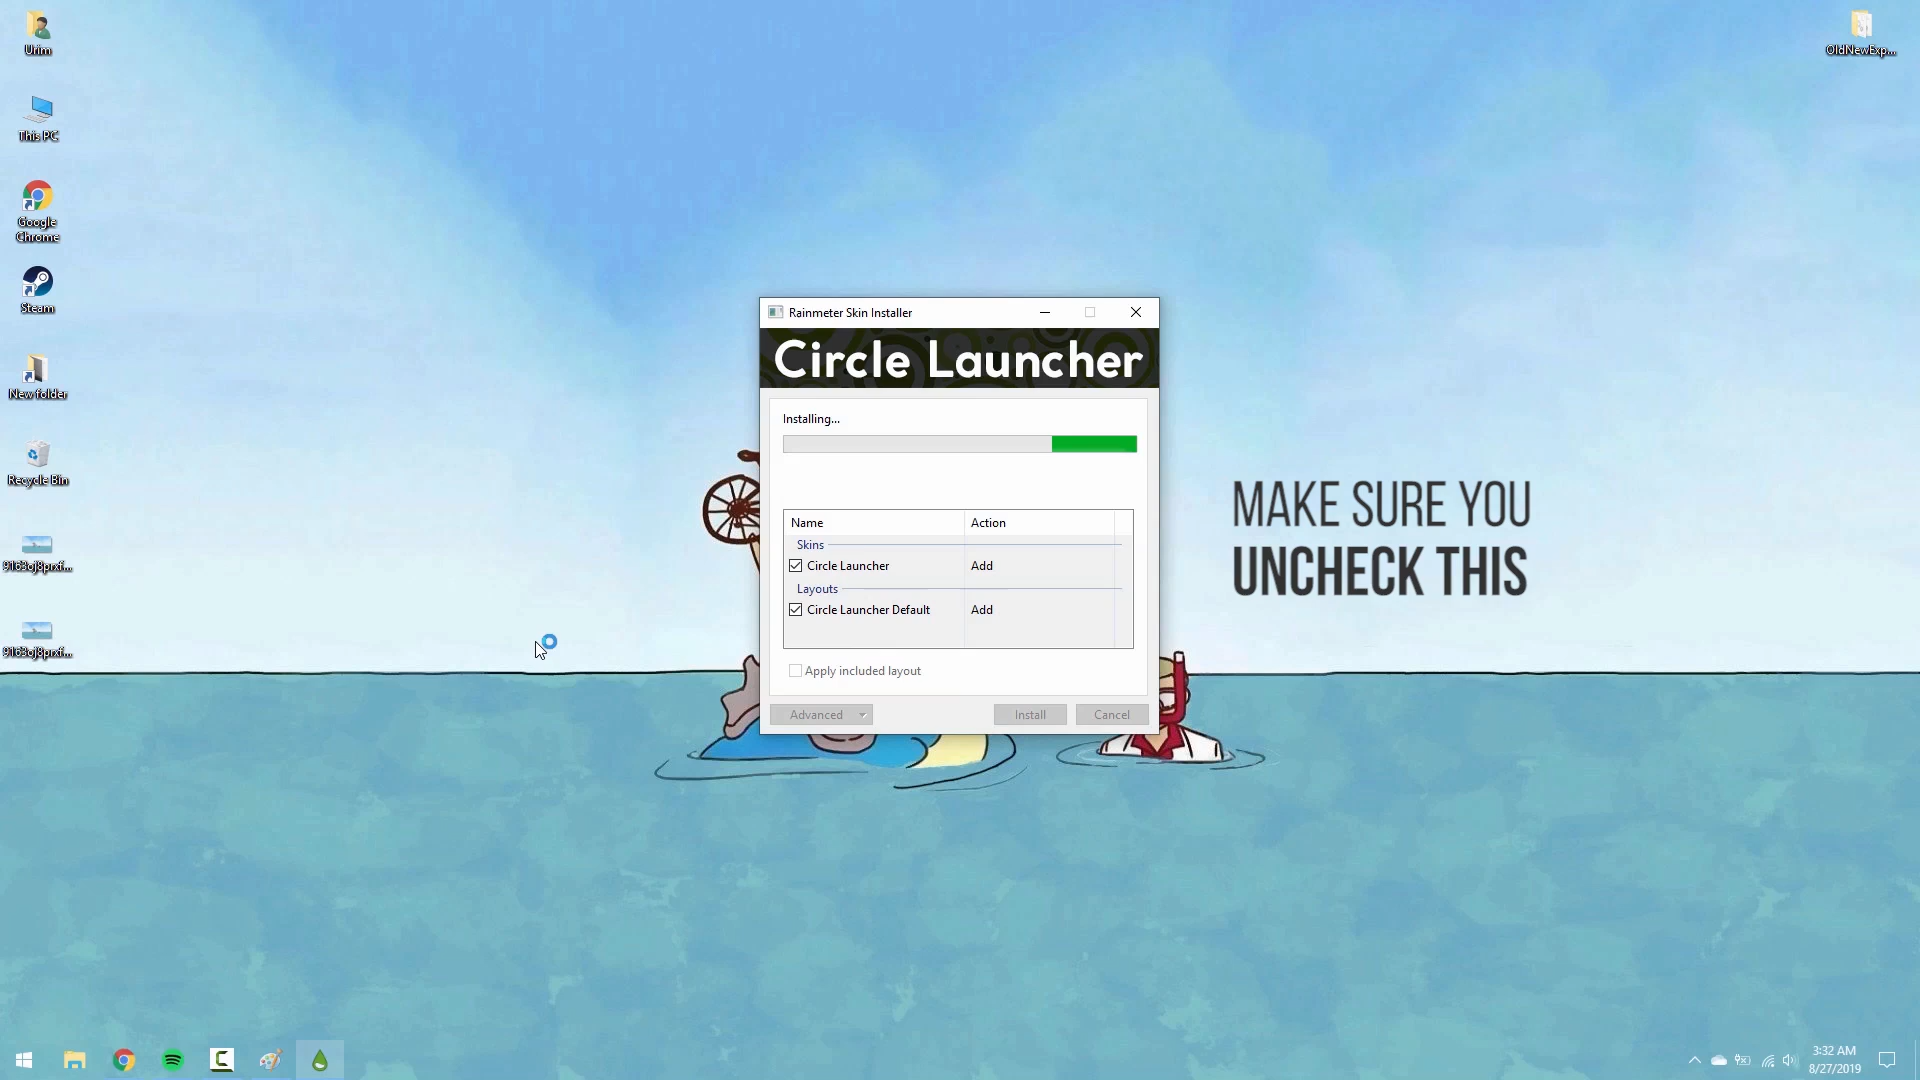 Urim
This PC
Google
Chrome
Steam
New folder
Recycle Bin
9163oj8prxf...
9163oj8prxf...
OldNewExp...
Rainmeter Skin Installer
Circle Launcher
Installing...
Name Action
Skins
Circle Launcher Add
Layouts
Circle Launcher Default Add
Apply included layout
Advanced Install Cancel
MAKE SURE YOU
UNCHECK THIS
3:32 AM
8/27/2019